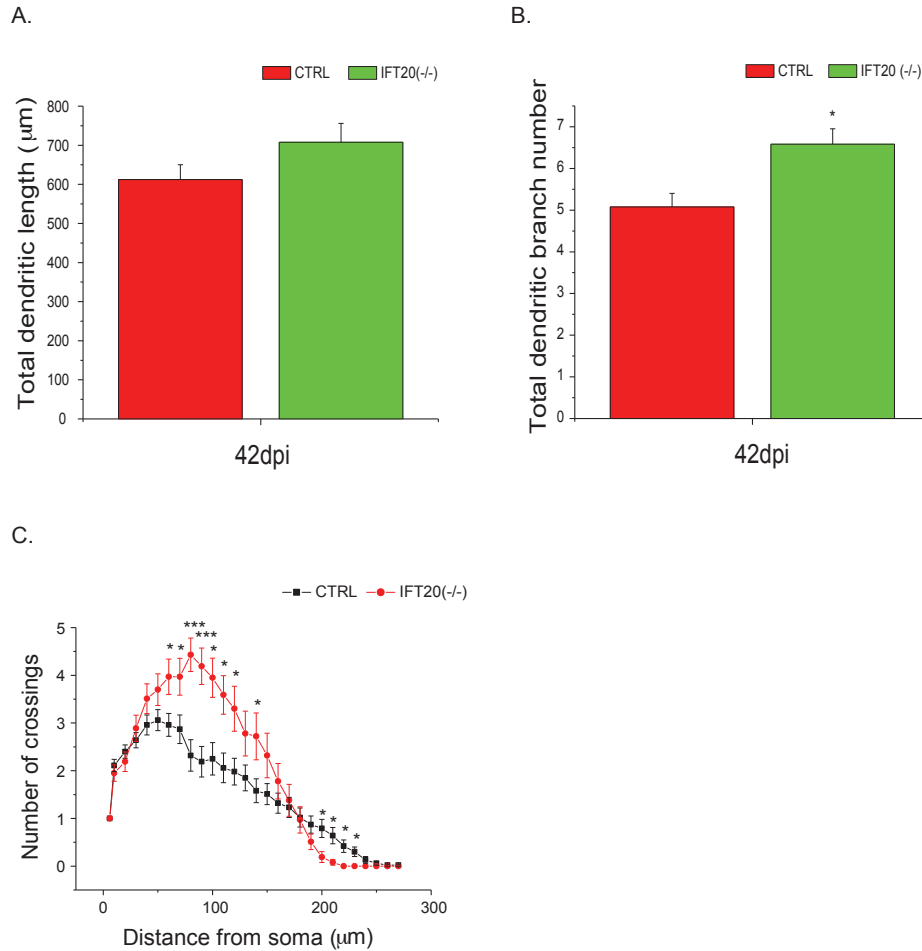 A.
CTRL IFT20(-/-)
Total dendritic length (μm)
800
700
600
500
400
300
200
100
0
42dpi
B.
CTRL IFT20 (-/-)
Total dendritic branch number
7
6
5
4
3
2
1
0
*
42dpi
C.
CTRL IFT20(-/-)
Number of crossings
5
4
3
2
1
0
* * *** *** * * * *
* * * *
0 100 200 300
Distance from soma (μm)